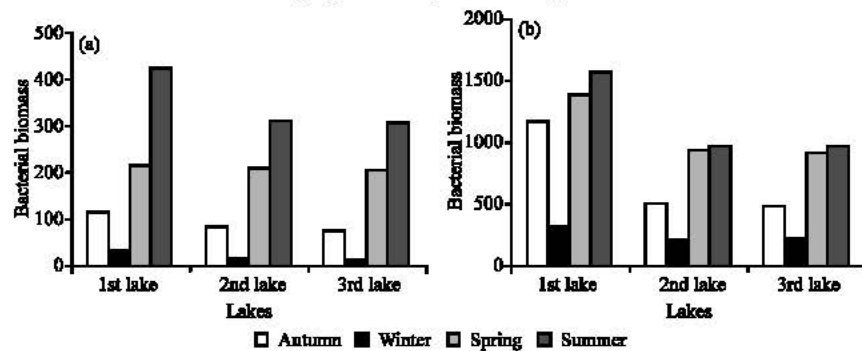 (a)
Bacterial biomass
500
400
300
200
100
0
1st lake 2nd lake 3rd lake
Lakes
(b)
Bacterial biomass
2000
1500
1000
500
0
1st lake 2nd lake 3rd lake
Lakes
Autumn Winter Spring Summer